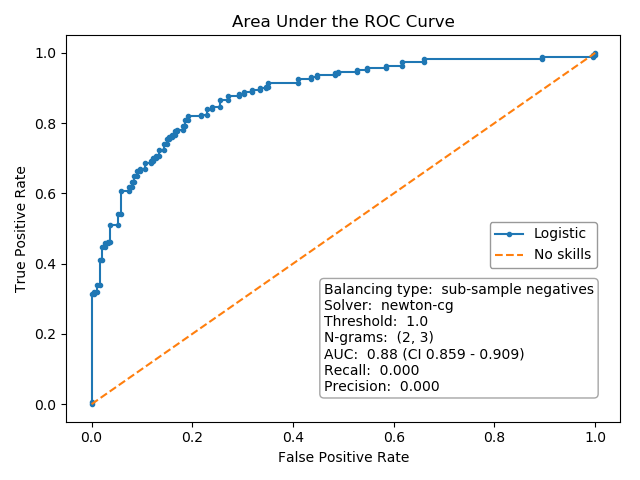 Area Under the ROC Curve
True Positive Rate
1.0
0.8
0.6
0.4
0.2
0.0
Logistic
No skills
Balancing type:  sub-sample negatives
Solver:  newton-cg
Threshold:  1.0
N-grams:  (2, 3)
AUC:  0.88 (CI 0.859 - 0.909)
Recall:  0.000
Precision:  0.000
0.0 0.2 0.4 0.6 0.8 1.0
False Positive Rate